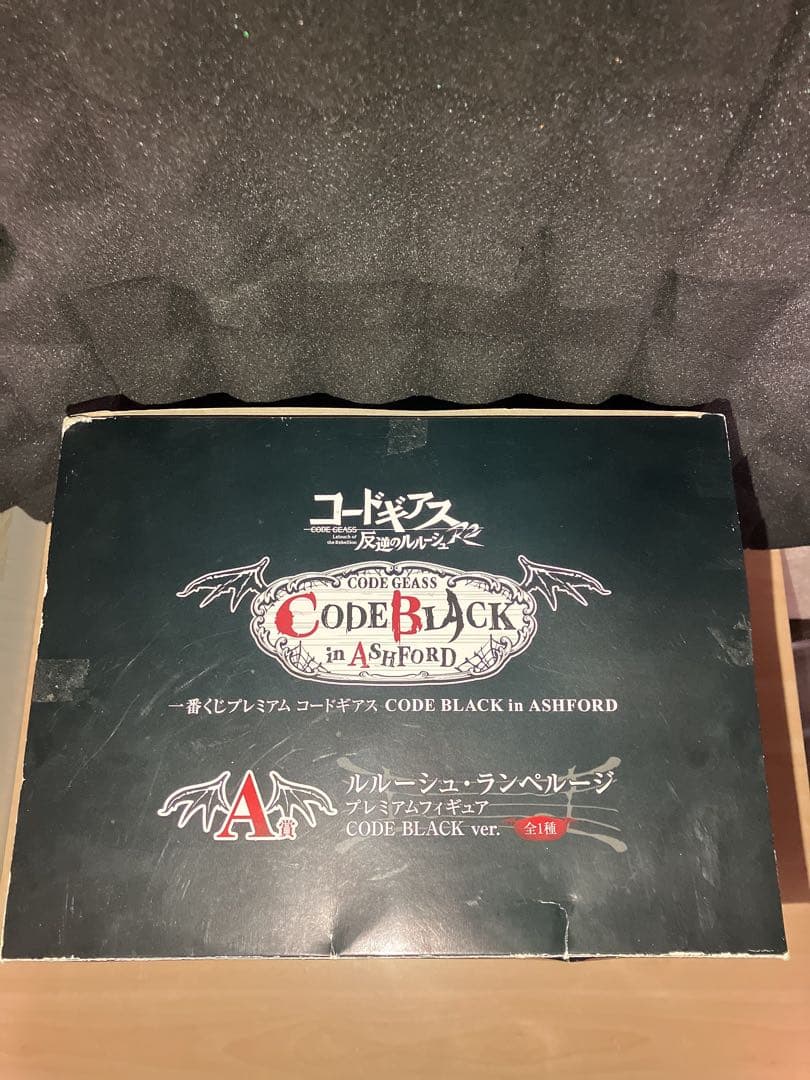 コードギアス
CODE GEASS
Lelouch of
the Rebellion
反逆のルルーシュ R2
CODE GEASS
CODE BLACK
in ASHFORD
一番くじプレミアム コードギアス CODE BLACK in ASHFORD
A賞
ルルーシュ・ランペルージ
プレミアムフィギュア
CODE BLACK ver. 全1種